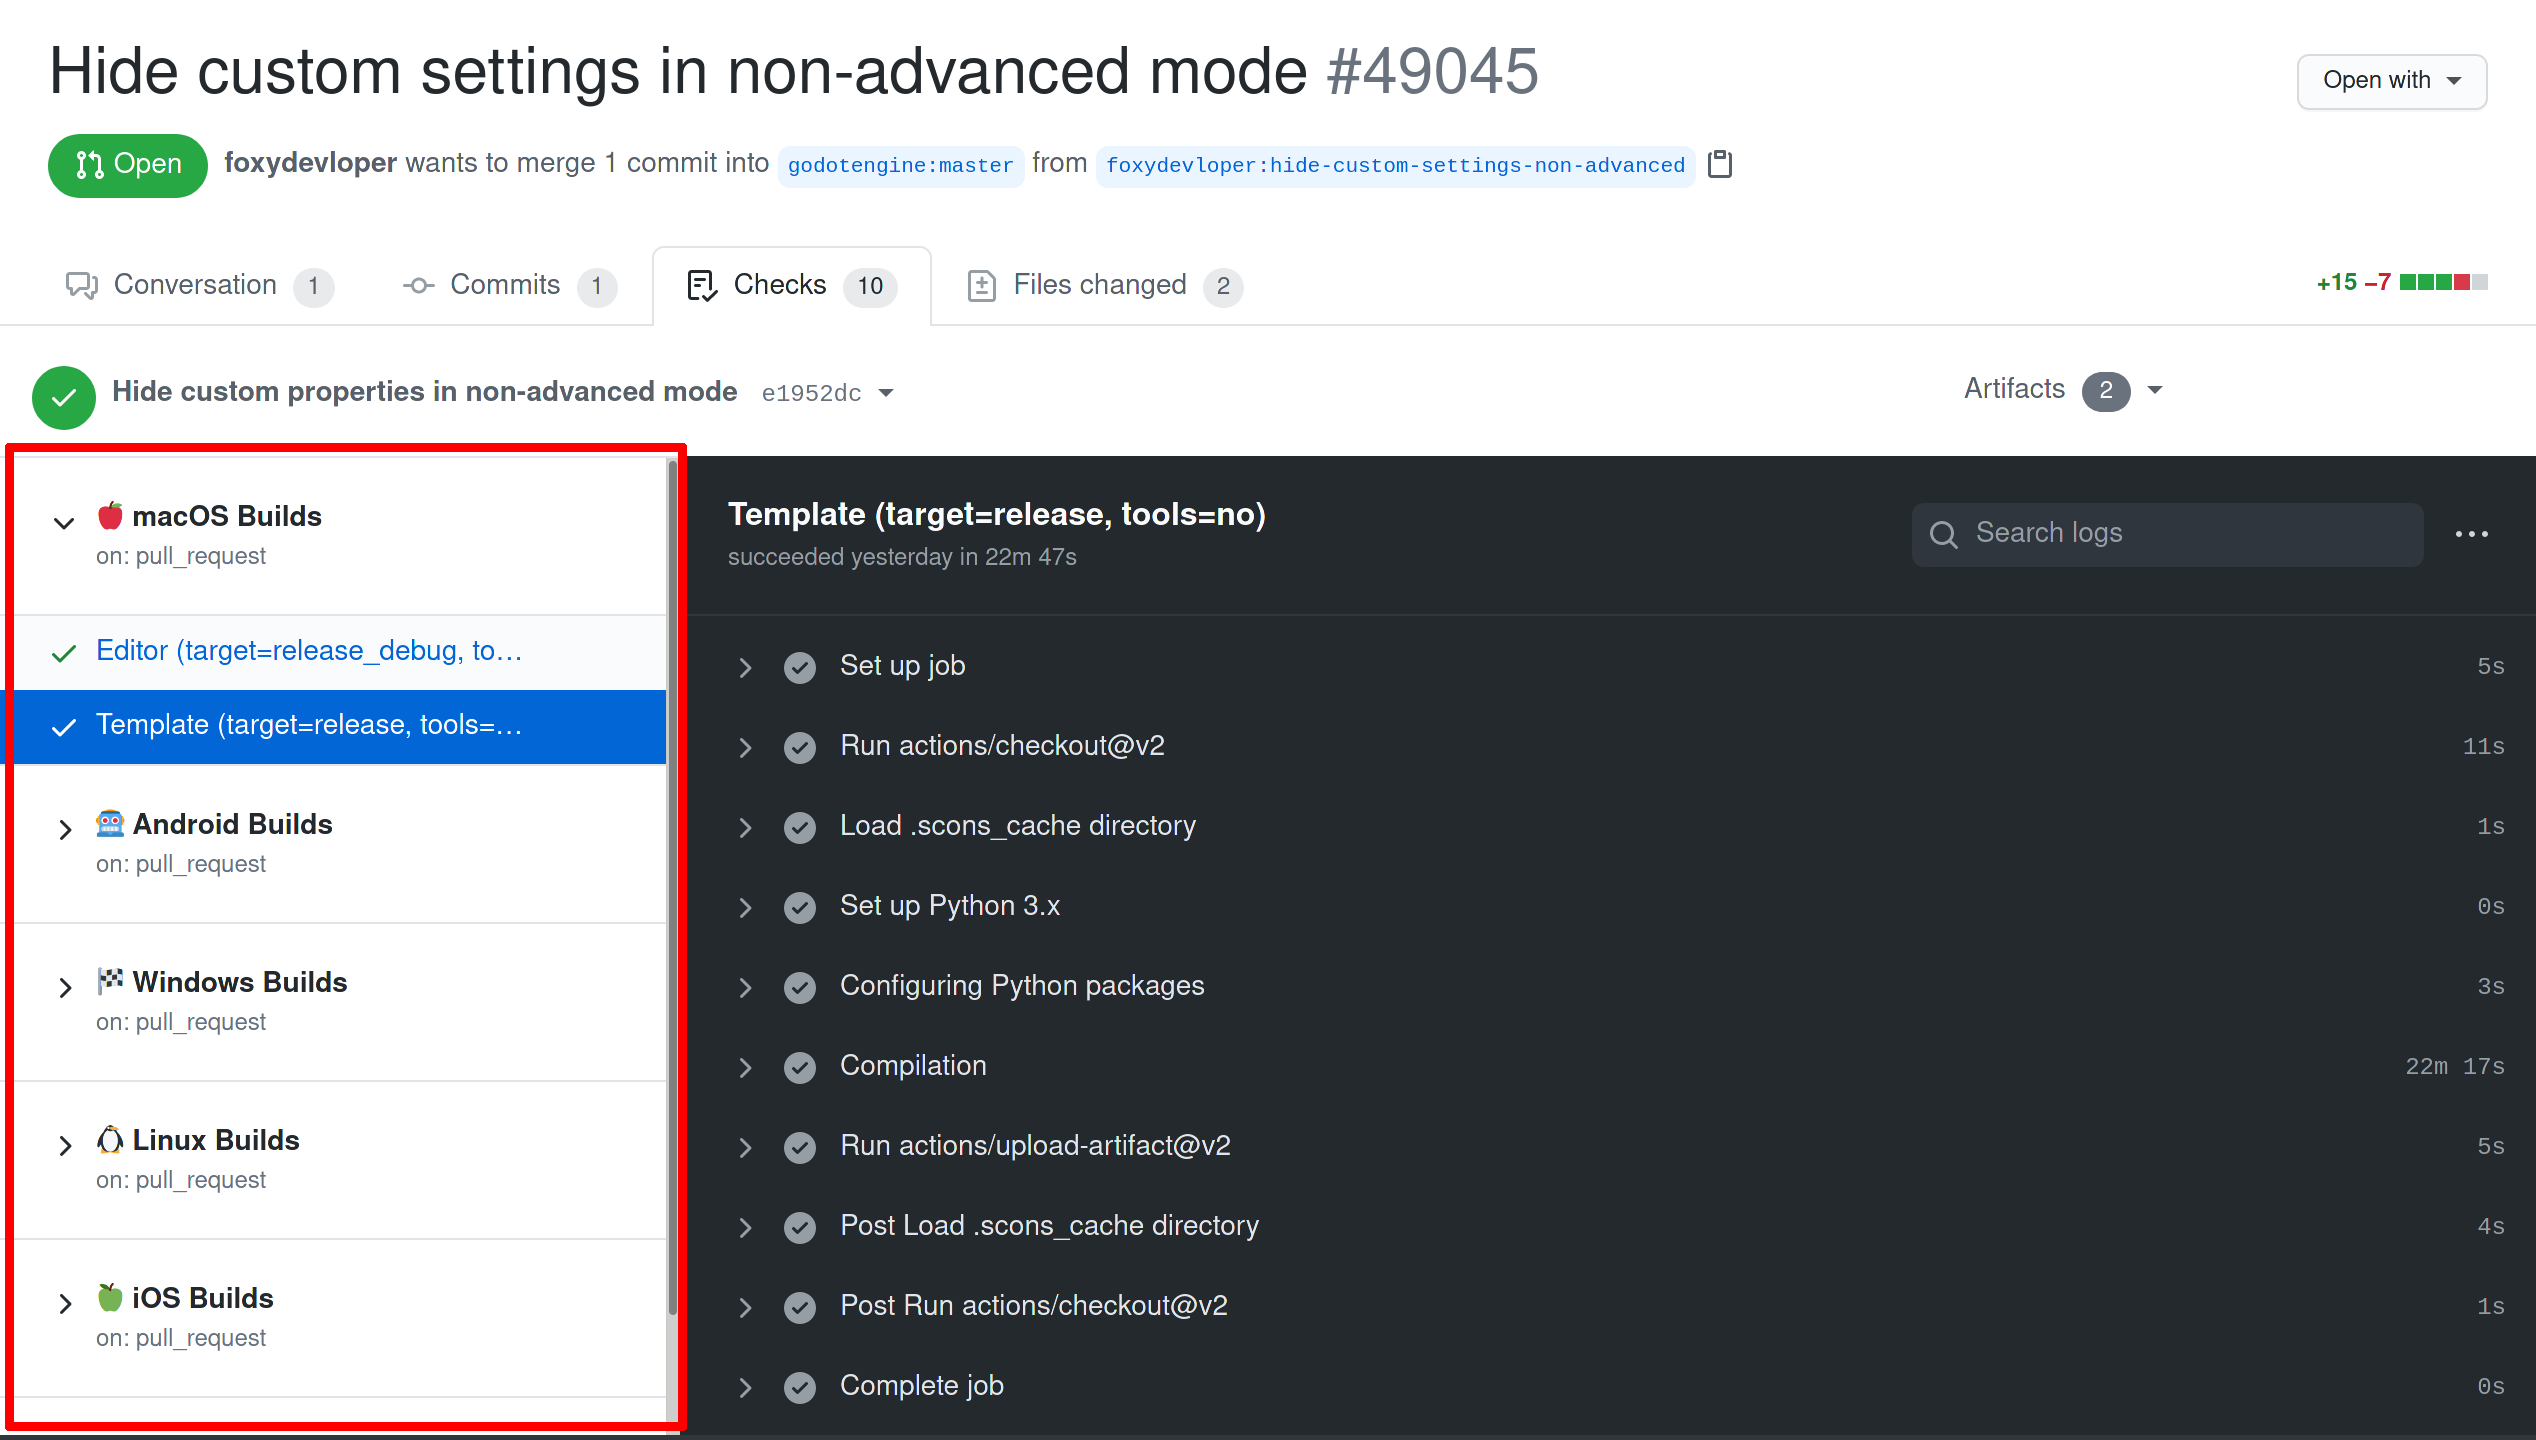 Hide custom settings in non-advanced mode #49045
Open with
Open
foxydevloper wants to merge 1 commit into godotengine:master from foxydevloper:hide-custom-settings-non-advanced
Conversation 1
Commits 1
Checks 10
Files changed 2
+15 −7
Hide custom properties in non-advanced mode e1952dc
Artifacts 2
macOS Builds
on: pull_request
Editor (target=release_debug, to…
Template (target=release, tools=…
Android Builds
on: pull_request
Windows Builds
on: pull_request
Linux Builds
on: pull_request
iOS Builds
on: pull_request
Template (target=release, tools=no)
succeeded yesterday in 22m 47s
Search logs
Set up job 5s
Run actions/checkout@v2 11s
Load .scons_cache directory 1s
Set up Python 3.x 0s
Configuring Python packages 3s
Compilation 22m 17s
Run actions/upload-artifact@v2 5s
Post Load .scons_cache directory 4s
Post Run actions/checkout@v2 1s
Complete job 0s